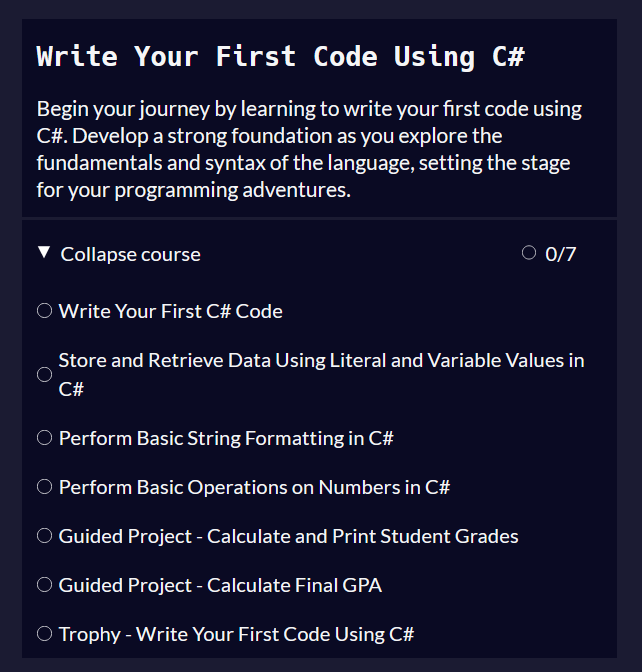 Write Your First Code Using C#
Begin your journey by learning to write your first code using
C#. Develop a strong foundation as you explore the
fundamentals and syntax of the language, setting the stage
for your programming adventures.
Collapse course 0/7
Write Your First C# Code
Store and Retrieve Data Using Literal and Variable Values in
C#
Perform Basic String Formatting in C#
Perform Basic Operations on Numbers in C#
Guided Project - Calculate and Print Student Grades
Guided Project - Calculate Final GPA
Trophy - Write Your First Code Using C#